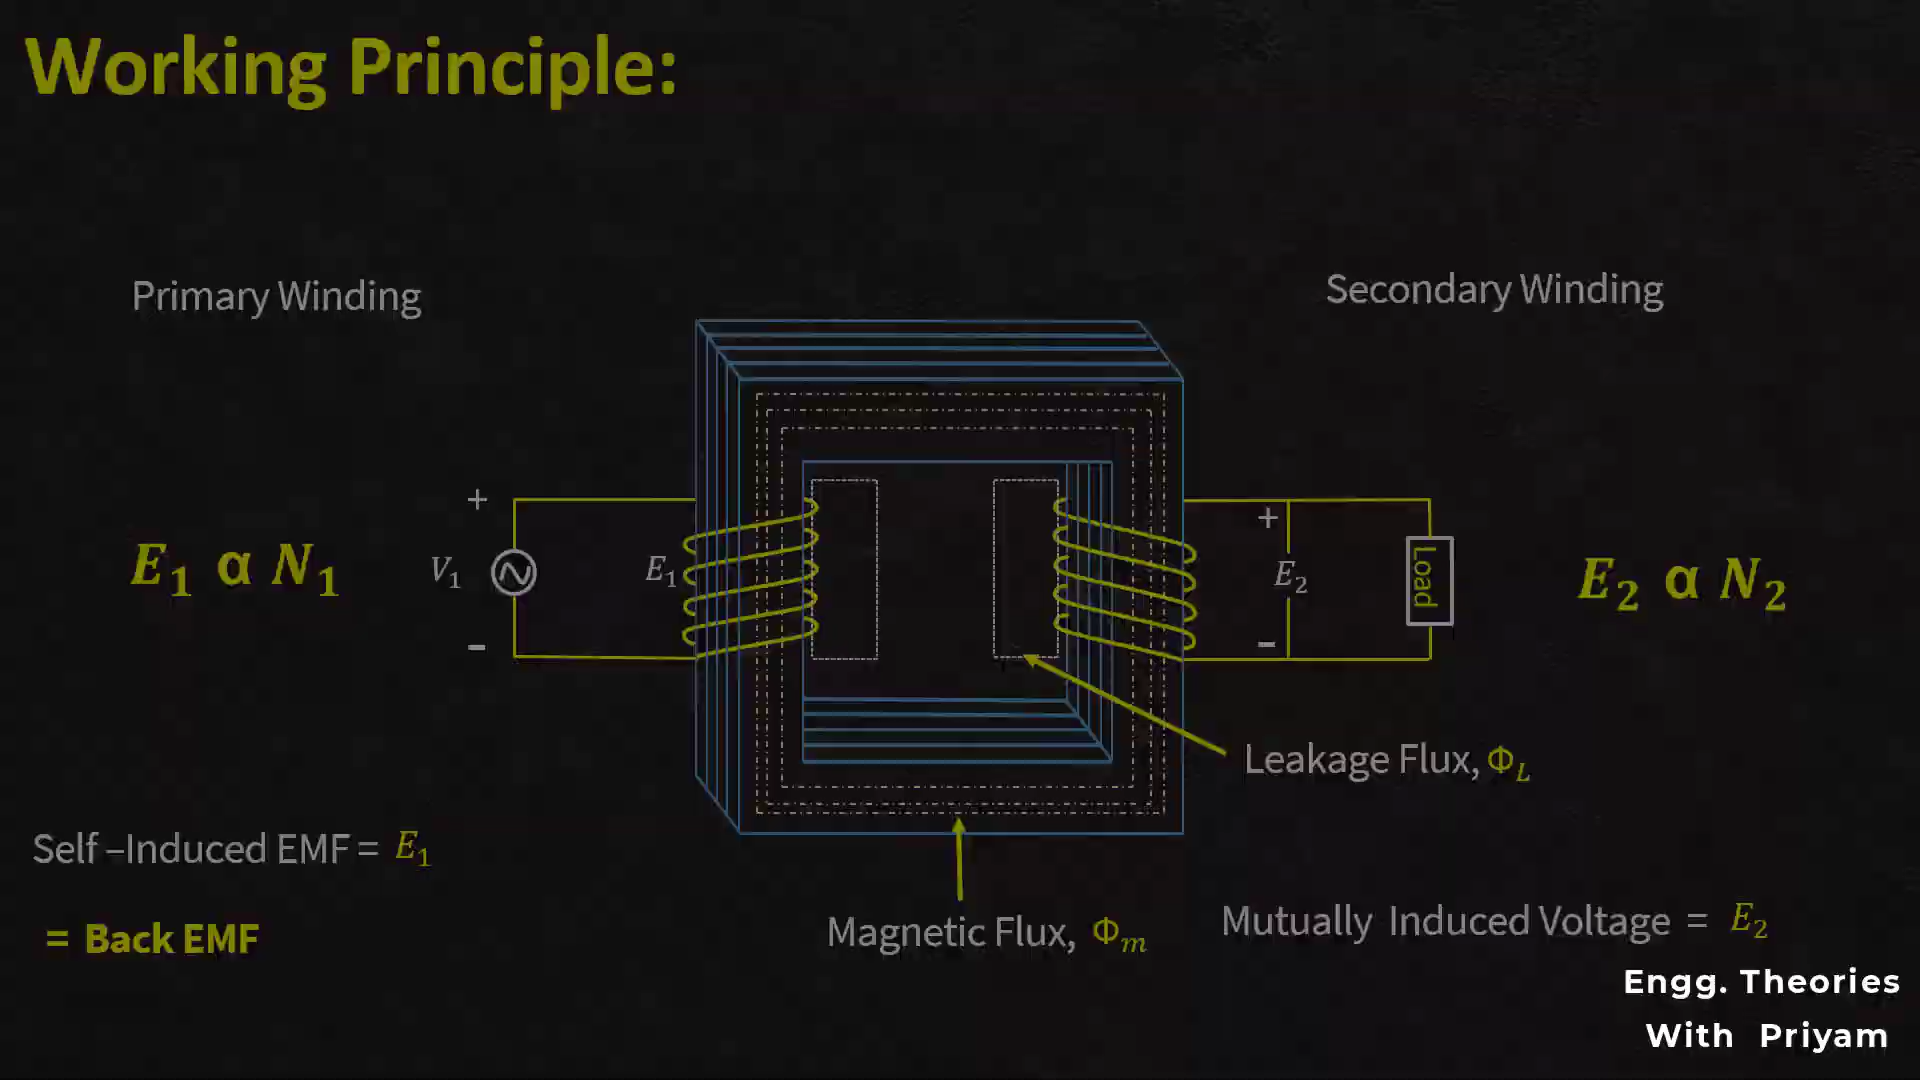 Working Principle:
Primary Winding
Secondary Winding
+
+
E₁ α N₁
V₁
E₁
E₂
Load
E₂ α N₂
-
-
Leakage Flux, Φ_L
Self –Induced EMF = E₁
= Back EMF
Magnetic Flux, Φₘ
Mutually Induced Voltage = E₂
Engg. Theories
With Priyam